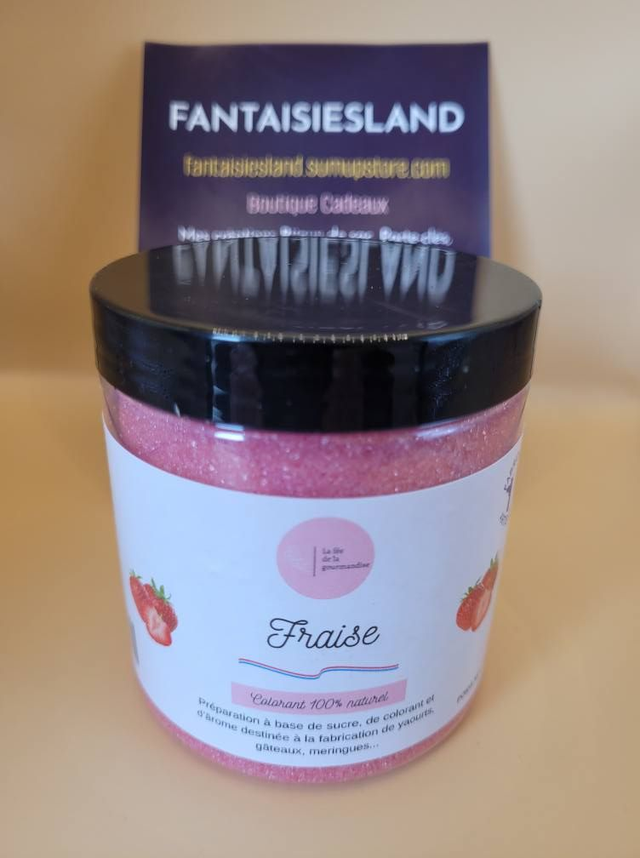 FANTAISIESLAND
fantaisiesland.sumupstore.com
Boutique Cadeaux
La fée
de la
gourmandise
Fraise
Colorant 100% naturel
Préparation à base de sucre, de colorant et
d'arôme destinée à la fabrication de yaourts,
gâteaux, meringues...